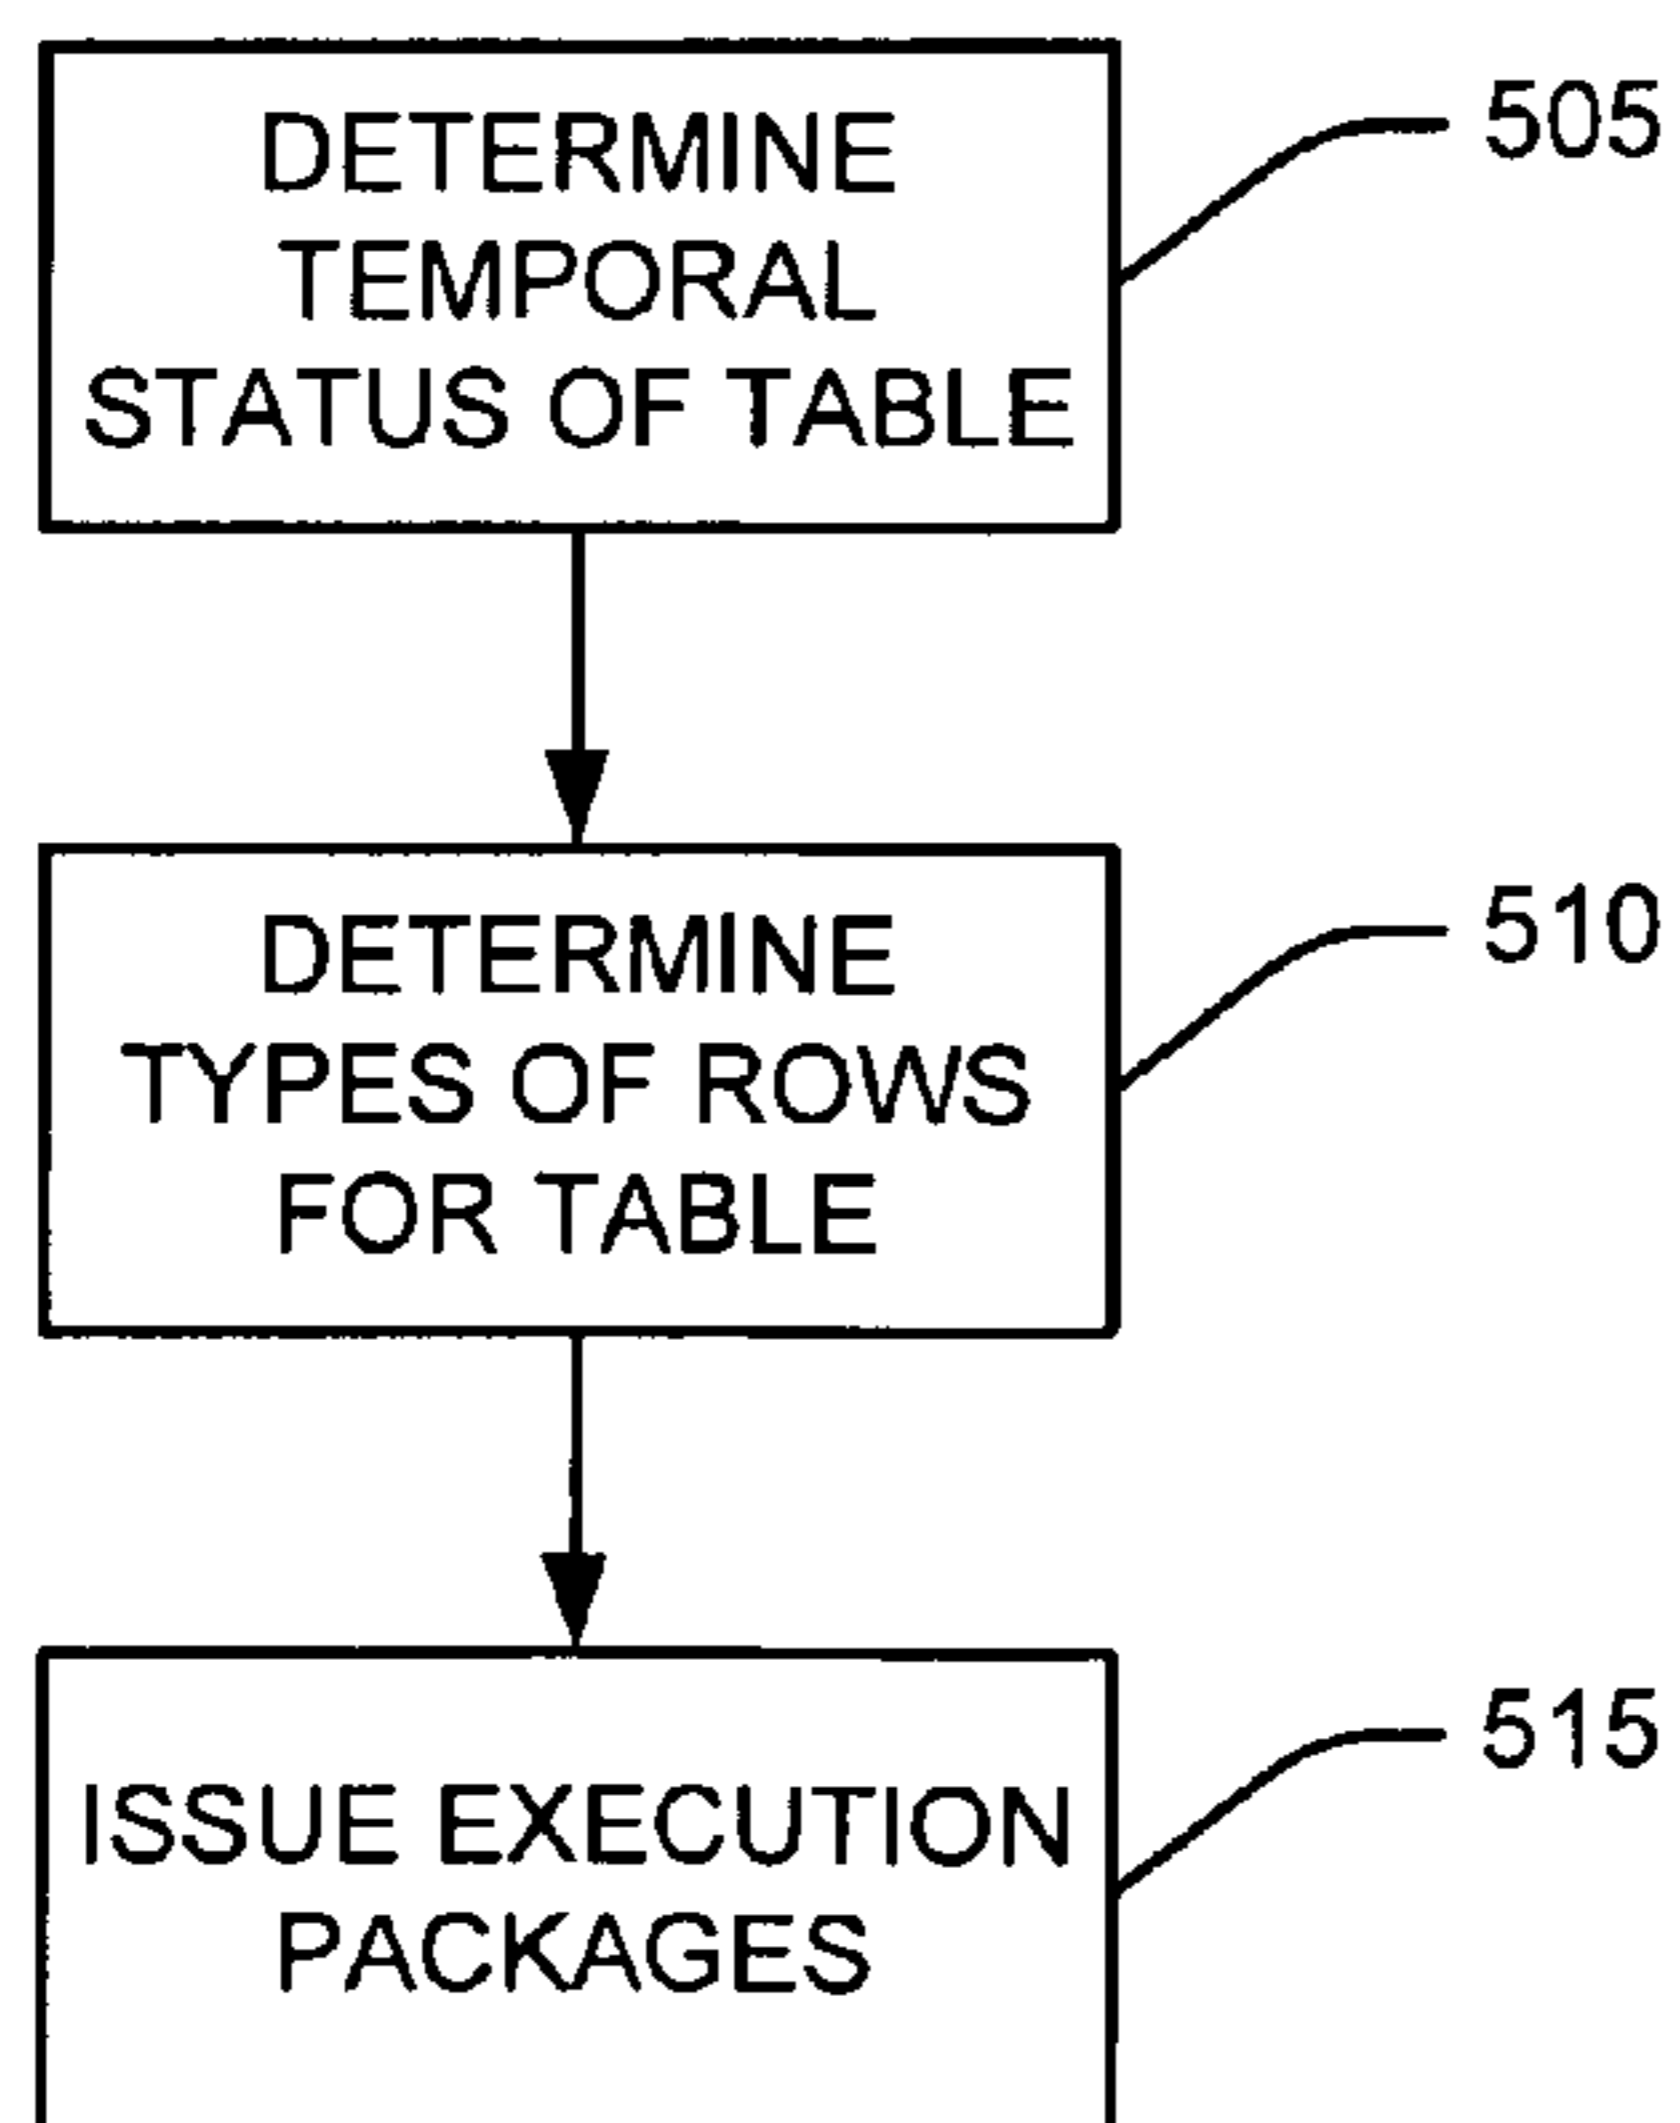 DETERMINE
TEMPORAL
STATUS OF TABLE
505
DETERMINE
TYPES OF ROWS
FOR TABLE
510
ISSUE EXECUTION
PACKAGES
515